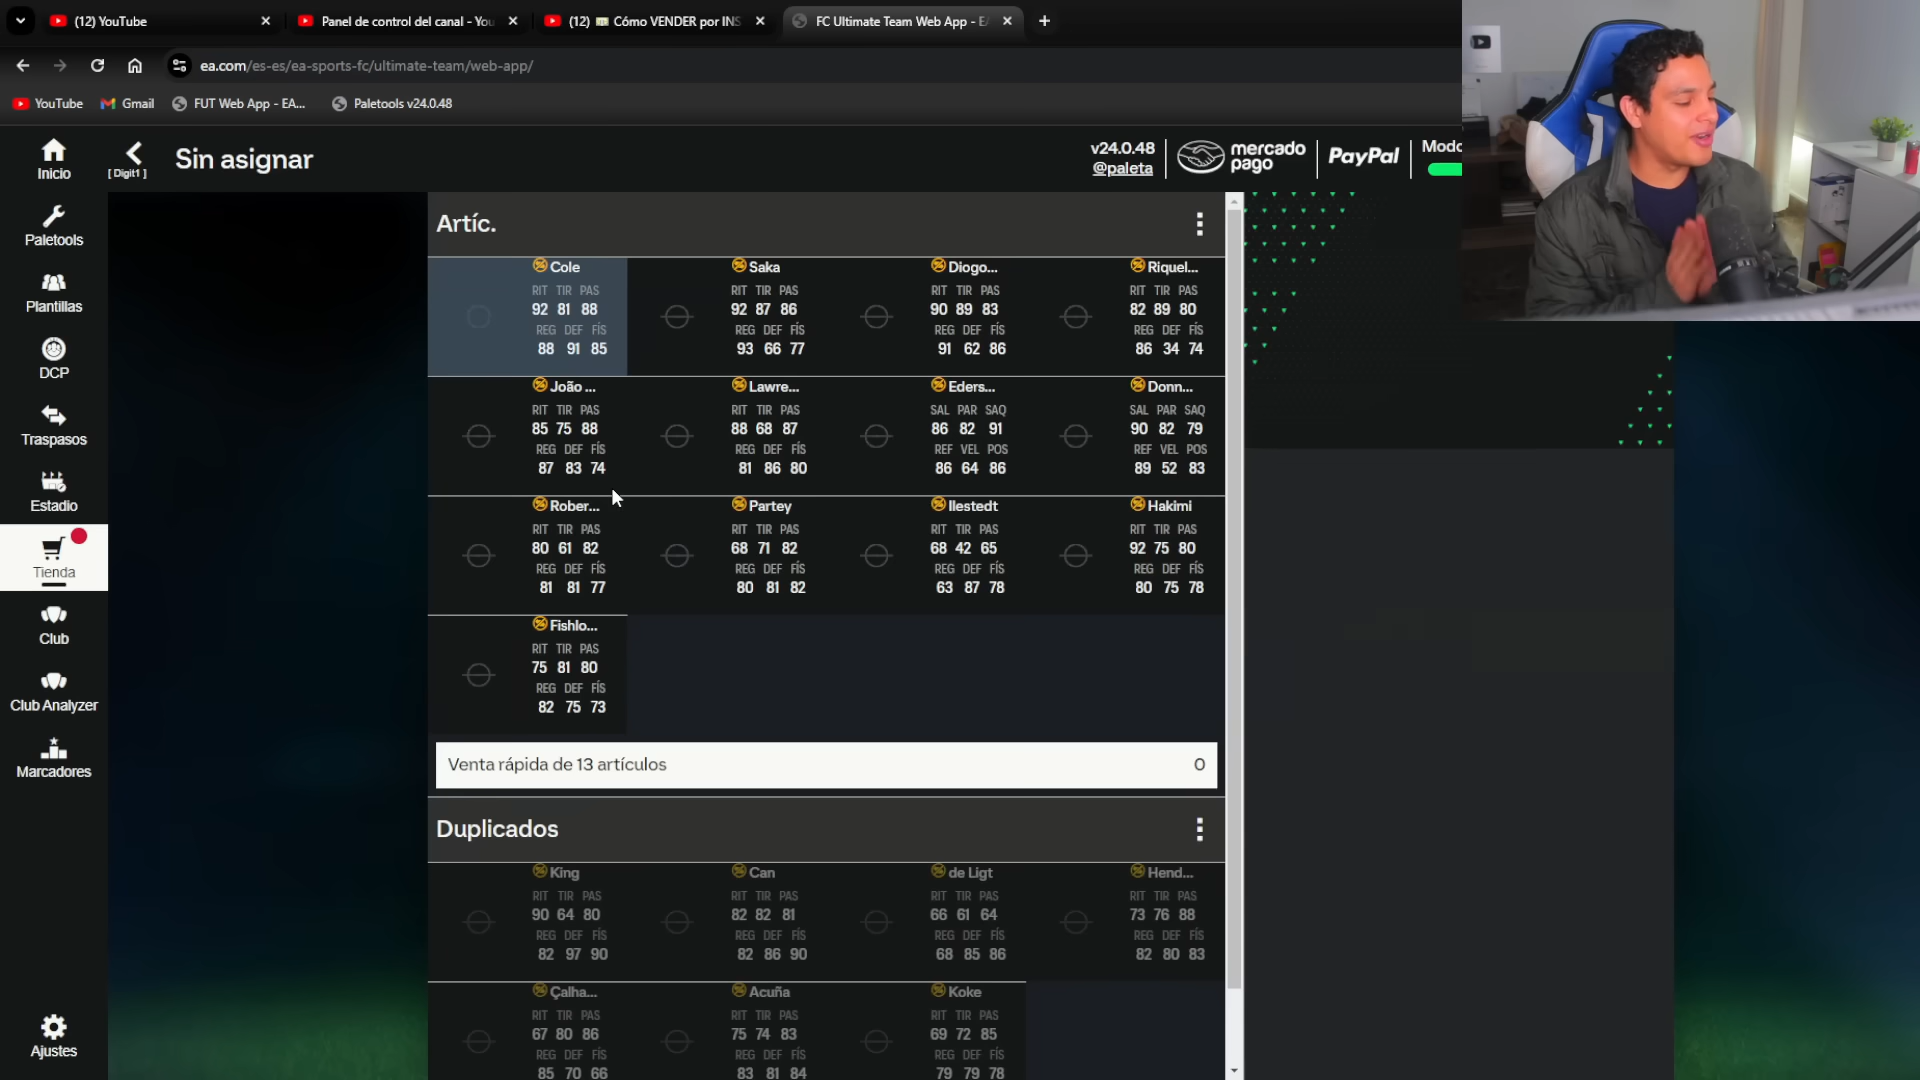 (12) YouTube
Panel de control del canal - You
(12) Cómo VENDER por INS
FC Ultimate Team Web App - E
ea.com/es-es/ea-sports-fc/ultimate-team/web-app/
YouTube
Gmail
FUT Web App - EA...
Paletools v24.0.48
Inicio
[ Digit1 ]
Sin asignar
v24.0.48
@paleta
mercado
pago
PayPal
Modo
Paletools
Plantillas
DCP
Traspasos
Estadio
Tienda
Club
Club Analyzer
Marcadores
Ajustes
Artíc.
Cole
RIT TIR PAS
92 81 88
REG DEF FÍS
88 91 85
Saka
RIT TIR PAS
92 87 86
REG DEF FÍS
93 66 77
Diogo...
RIT TIR PAS
90 89 83
REG DEF FÍS
91 62 86
Riquel...
RIT TIR PAS
82 89 80
REG DEF FÍS
86 34 74
João ...
RIT TIR PAS
85 75 88
REG DEF FÍS
87 83 74
Lawre...
RIT TIR PAS
88 68 87
REG DEF FÍS
81 86 80
Eders...
SAL PAR SAQ
86 82 91
REF VEL POS
86 64 86
Donn...
SAL PAR SAQ
90 82 79
REF VEL POS
89 52 83
Rober...
RIT TIR PAS
80 61 82
REG DEF FÍS
81 81 77
Partey
RIT TIR PAS
68 71 82
REG DEF FÍS
80 81 82
Ilestedt
RIT TIR PAS
68 42 65
REG DEF FÍS
63 87 78
Hakimi
RIT TIR PAS
92 75 80
REG DEF FÍS
80 75 78
Fishlo...
RIT TIR PAS
75 81 80
REG DEF FÍS
82 75 73
Venta rápida de 13 artículos 0
Duplicados
King
RIT TIR PAS
90 64 80
REG DEF FÍS
82 97 90
Can
RIT TIR PAS
82 82 81
REG DEF FÍS
82 86 90
de Ligt
RIT TIR PAS
66 61 64
REG DEF FÍS
68 85 86
Hend...
RIT TIR PAS
73 76 88
REG DEF FÍS
82 80 83
Çalha...
RIT TIR PAS
67 80 86
REG DEF FÍS
85 70 66
Acuña
RIT TIR PAS
75 74 83
REG DEF FÍS
83 81 84
Koke
RIT TIR PAS
69 72 85
REG DEF FÍS
79 79 78